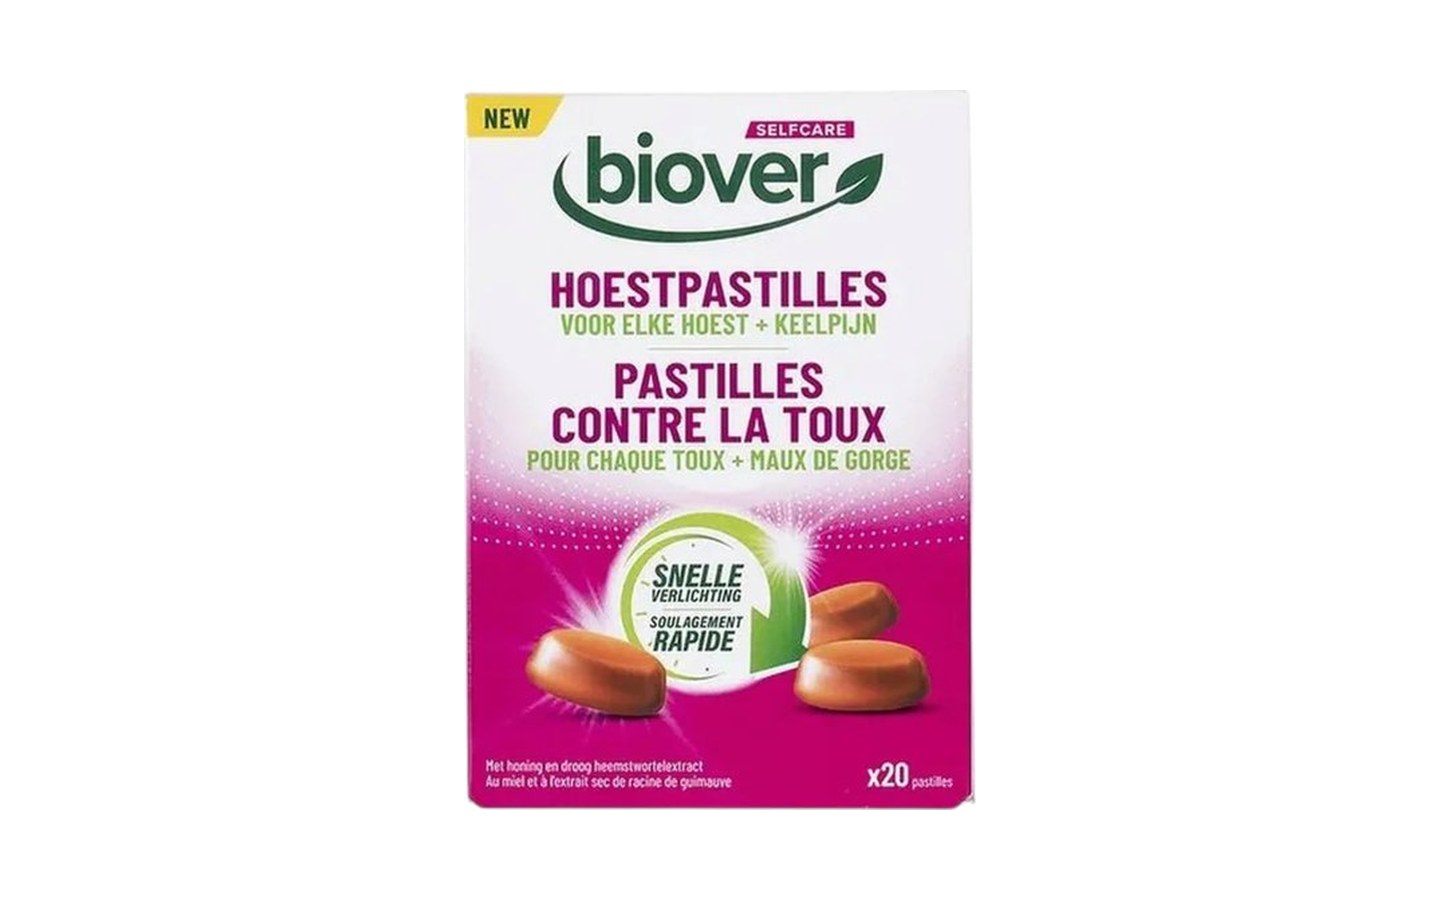 NEW
SELFCARE
biover
HOESTPASTILLES
VOOR ELKE HOEST + KEELPIJN
PASTILLES
CONTRE LA TOUX
POUR CHAQUE TOUX + MAUX DE GORGE
SNELLE
VERLICHTING
SOULAGEMENT
RAPIDE
Met honing en droog heemstwortelextract
Au miel et à l'extrait sec de racine de guimauve
x20 pastilles